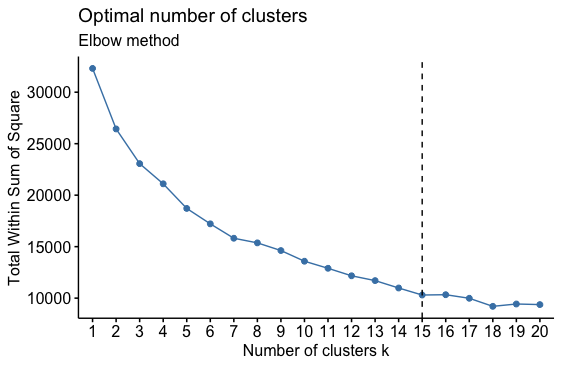 Optimal number of clusters
Elbow method
Total Within Sum of Square
30000
25000
20000
15000
10000
1 2 3 4 5 6 7 8 9 10 11 12 13 14 15 16 17 18 19 20
Number of clusters k